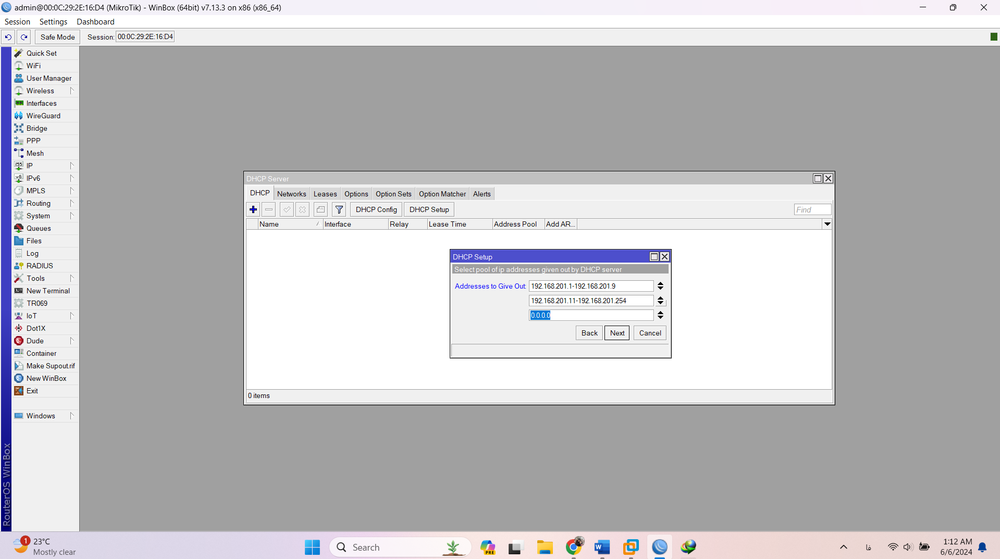 admin@00:0C:29:2E:16:D4 (MikroTik) - WinBox (64bit) v7.13.3 on x86 (x86_64)
Session Settings Dashboard
Safe Mode Session: 00:0C:29:2E:16:D4
Quick Set
WiFi
User Manager
Wireless
Interfaces
WireGuard
Bridge
PPP
Mesh
IP
IPv6
MPLS
Routing
System
Queues
Files
Log
RADIUS
Tools
New Terminal
TR069
IoT
Dot1X
Dude
Container
Make Supout.rif
New WinBox
Exit
Windows
RouterOS WinBox
DHCP Server
DHCP Networks Leases Options Option Sets Option Matcher Alerts
DHCP Config DHCP Setup Find
Name Interface Relay Lease Time Address Pool Add AR...
DHCP Setup
Select pool of ip addresses given out by DHCP server
Addresses to Give Out: 192.168.201.1-192.168.201.9
192.168.201.11-192.168.201.254
0.0.0.0
Back Next Cancel
0 items
1 23°C
Mostly clear
Search
PRE
فا
1:12 AM
6/6/2024